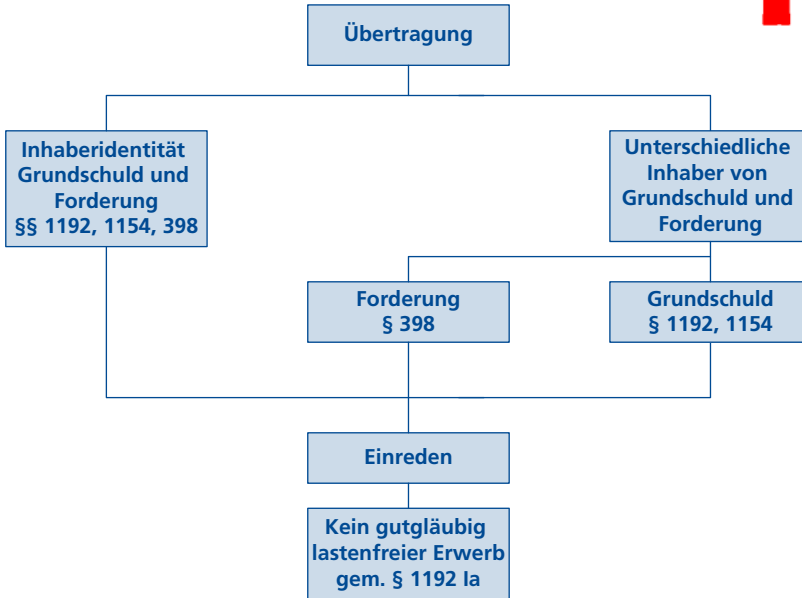 Übertragung
Inhaberidentität
Grundschuld und
Forderung
§§ 1192, 1154, 398
Unterschiedliche
Inhaber von
Grundschuld und
Forderung
Forderung
§ 398
Grundschuld
§ 1192, 1154
Einreden
Kein gutgläubig
lastenfreier Erwerb
gem. § 1192 Ia